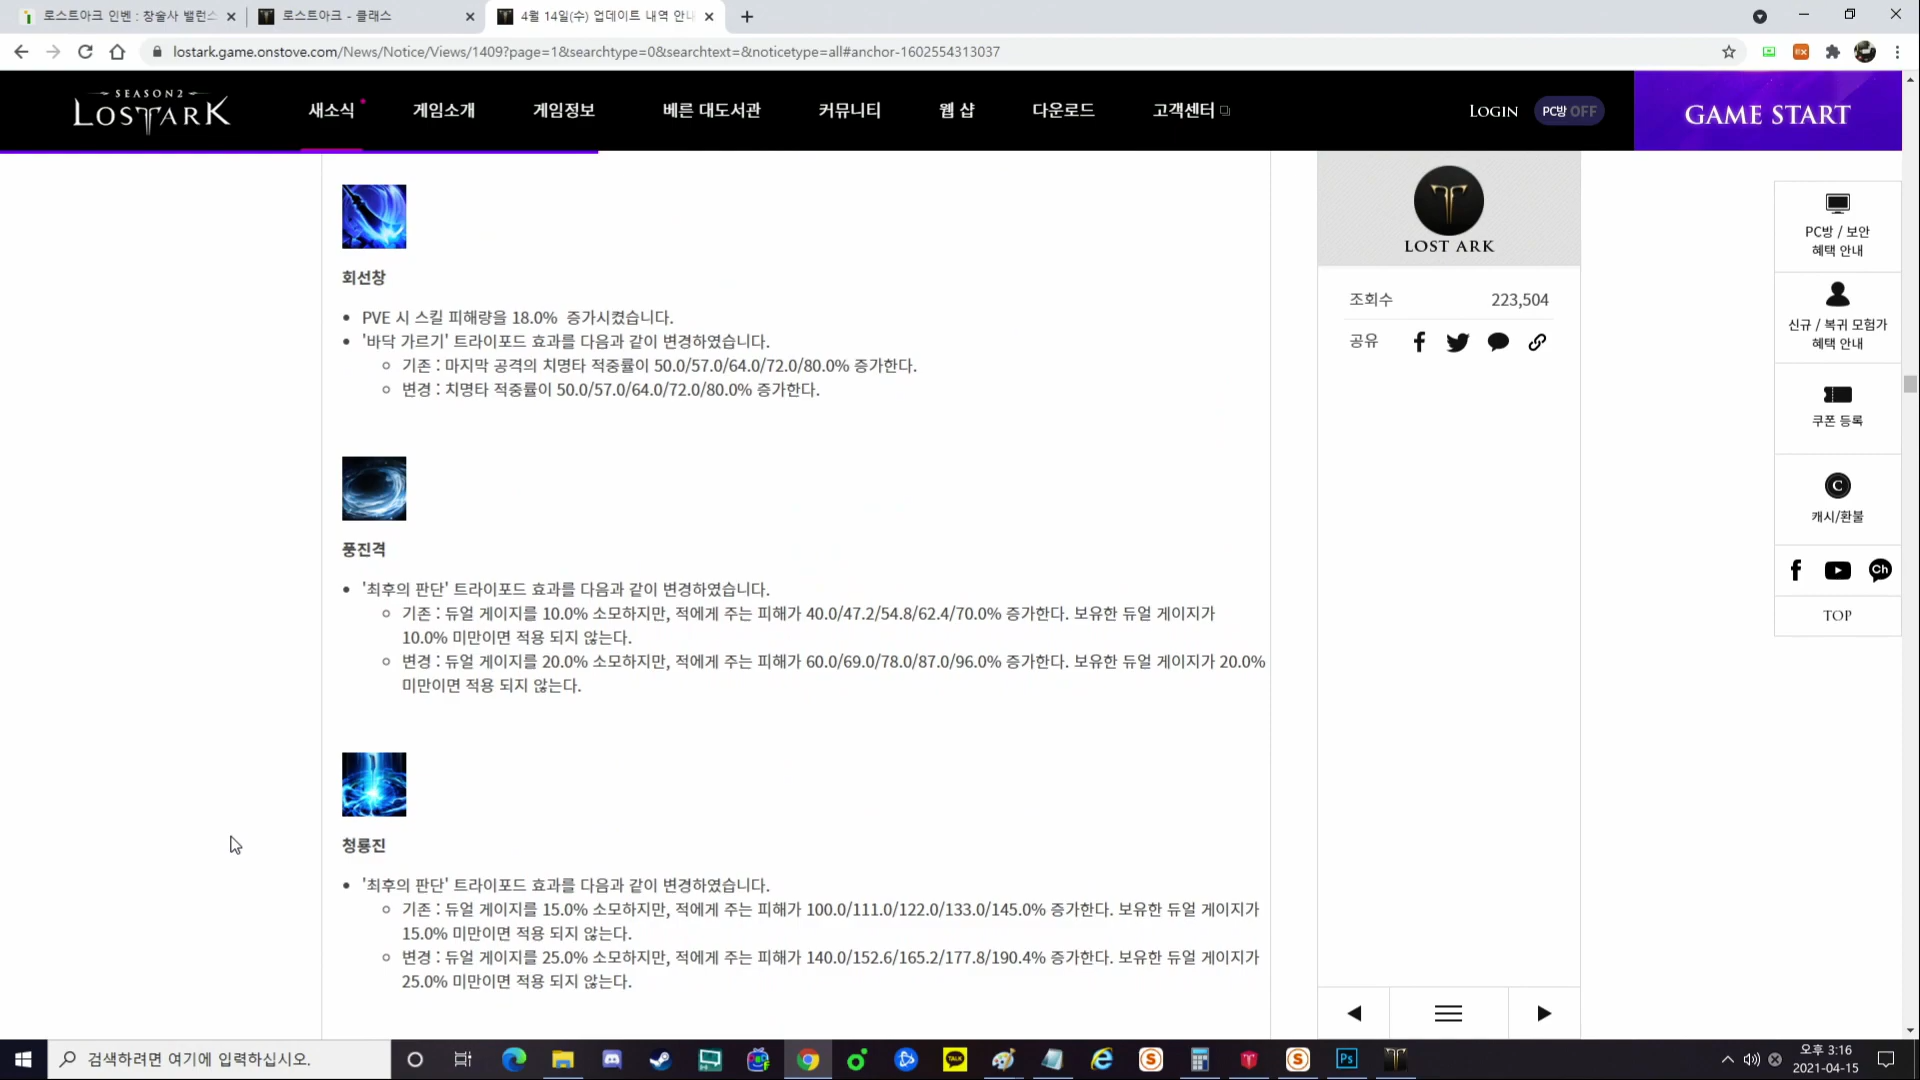 로스트아크 인벤 : 창술사 밸런스
로스트아크 - 클래스
4월 14일(수) 업데이트 내역 안내
lostark.game.onstove.com/News/Notice/Views/1409?page=1&searchtype=0&searchtext=&noticetype=all#anchor-1602554313037
SEASON2
LOSTARK
새소식
게임소개
게임정보
베른 대도서관
커뮤니티
웹 샵
다운로드
고객센터
LOGIN
PC방 OFF
GAME START
회선창
• PVE 시 스킬 피해량을 18.0% 증가시켰습니다.
• '바닥 가르기' 트라이포드 효과를 다음과 같이 변경하였습니다.
기존 : 마지막 공격의 치명타 적중률이 50.0/57.0/64.0/72.0/80.0% 증가한다.
변경 : 치명타 적중률이 50.0/57.0/64.0/72.0/80.0% 증가한다.
풍진격
• '최후의 판단' 트라이포드 효과를 다음과 같이 변경하였습니다.
기존 : 듀얼 게이지를 10.0% 소모하지만, 적에게 주는 피해가 40.0/47.2/54.8/62.4/70.0% 증가한다. 보유한 듀얼 게이지가
10.0% 미만이면 적용 되지 않는다.
변경 : 듀얼 게이지를 20.0% 소모하지만, 적에게 주는 피해가 60.0/69.0/78.0/87.0/96.0% 증가한다. 보유한 듀얼 게이지가 20.0%
미만이면 적용 되지 않는다.
청룡진
• '최후의 판단' 트라이포드 효과를 다음과 같이 변경하였습니다.
기존 : 듀얼 게이지를 15.0% 소모하지만, 적에게 주는 피해가 100.0/111.0/122.0/133.0/145.0% 증가한다. 보유한 듀얼 게이지가
15.0% 미만이면 적용 되지 않는다.
변경 : 듀얼 게이지를 25.0% 소모하지만, 적에게 주는 피해가 140.0/152.6/165.2/177.8/190.4% 증가한다. 보유한 듀얼 게이지가
25.0% 미만이면 적용 되지 않는다.
LOST ARK
조회수 223,504
공유
PC방 / 보안
혜택 안내
신규 / 복귀 모험가
혜택 안내
쿠폰 등록
C
캐시/환불
Ch
TOP
검색하려면 여기에 입력하십시오.
TALK
Ps
오후 3:16
2021-04-15